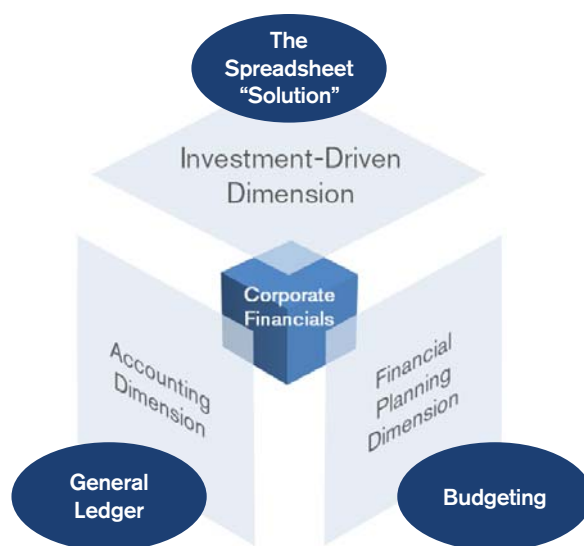 The
Spreadsheet
“Solution”
Investment-Driven
Dimension
Corporate
Financials
Accounting
Dimension
Financial
Planning
Dimension
General
Ledger
Budgeting